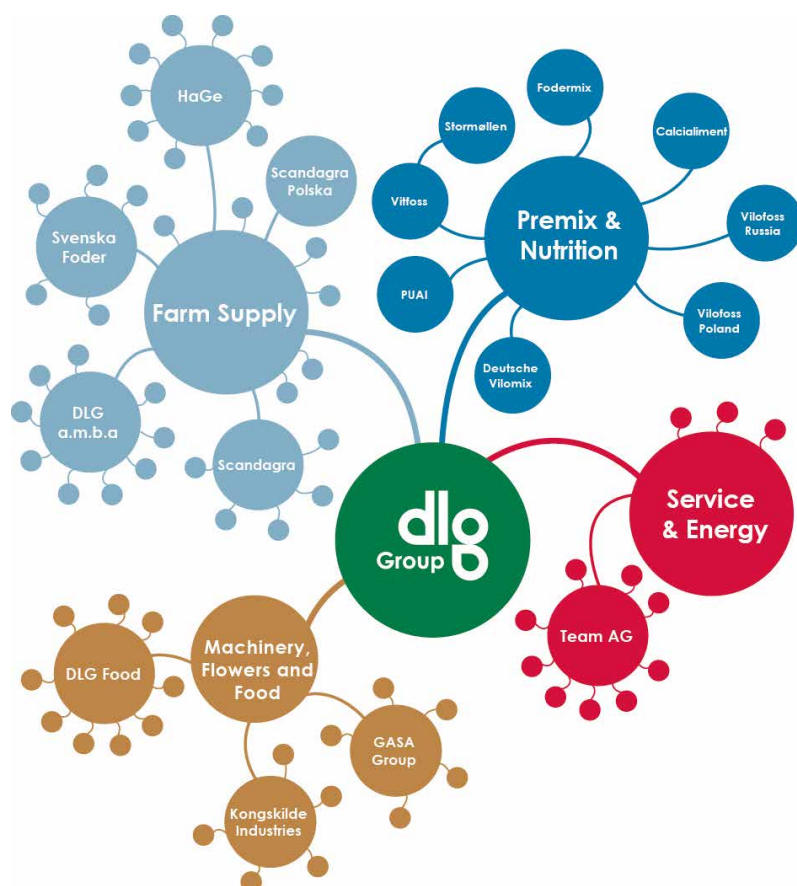 HaGe
Scandagra
Polska
Svenska
Foder
Farm Supply
DLG
a.m.b.a
Scandagra
Fodermix
Stormøllen
Calcialiment
Vitfoss
Premix &
Nutrition
Vilofoss
Russia
PUAI
Vilofoss
Poland
Deutsche
Vilomix
dlg
Group
Service
& Energy
Team AG
Machinery,
Flowers and
Food
DLG Food
GASA
Group
Kongskilde
Industries